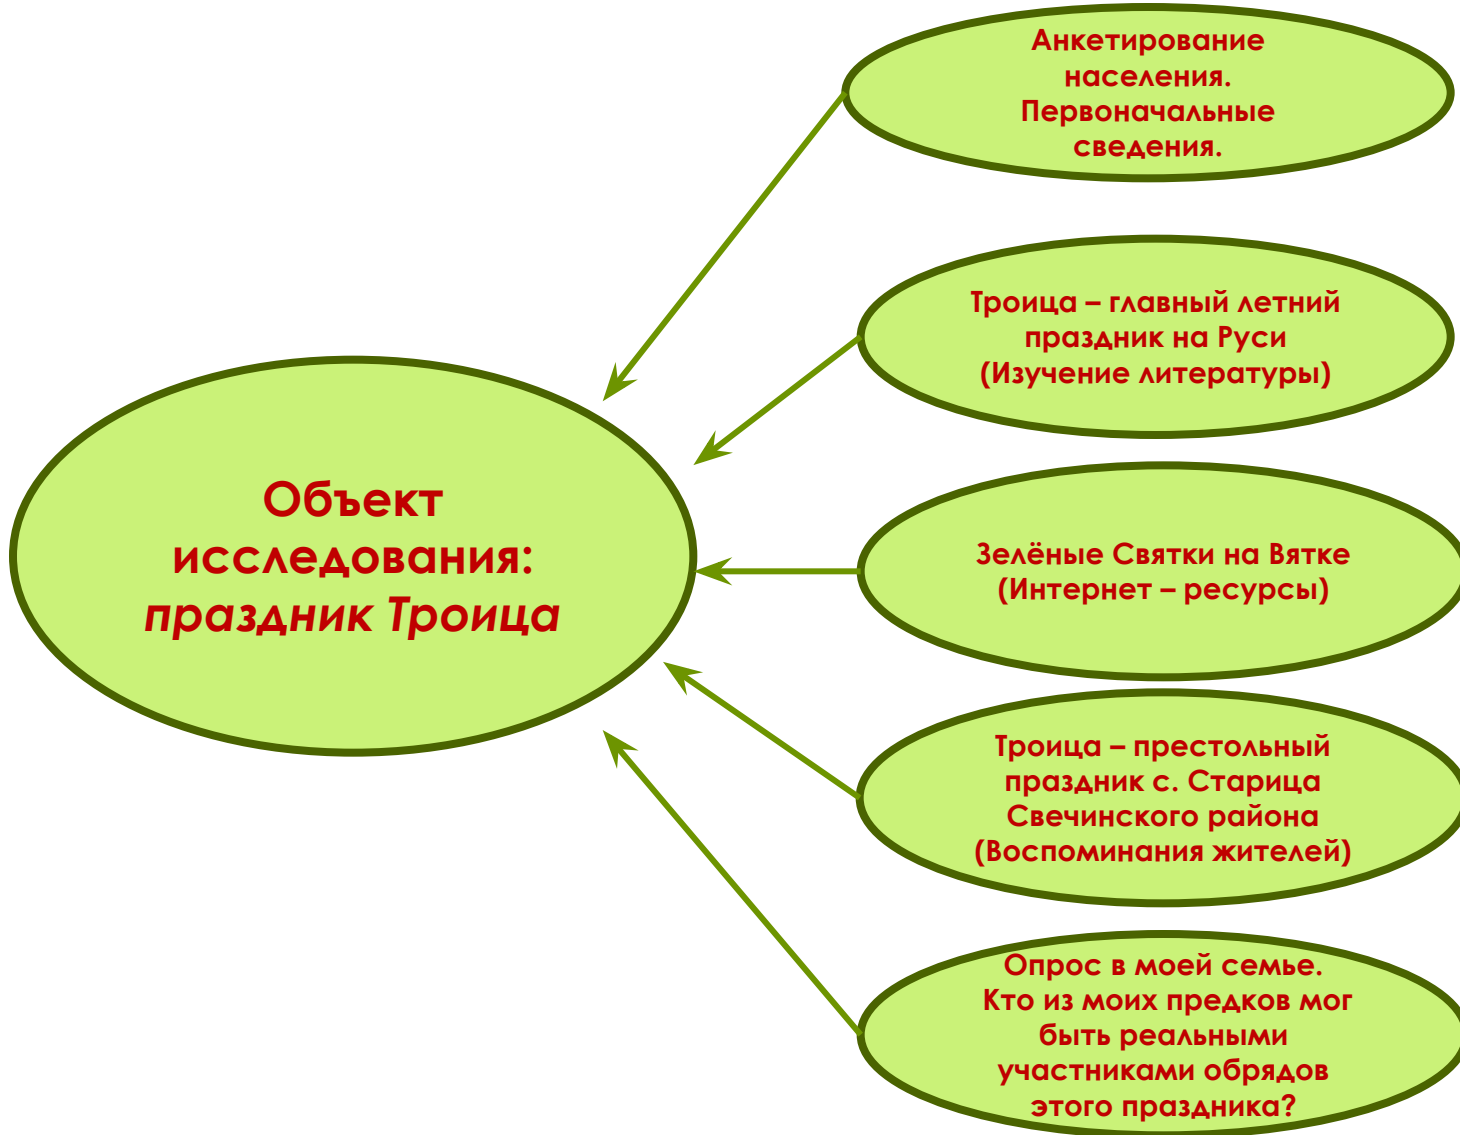 Анкетирование
населения.
Первоначальные
сведения.
Троица – главный летний
праздник на Руси
(Изучение литературы)
Объект
исследования:
праздник Троица
Зелёные Святки на Вятке
(Интернет – ресурсы)
Троица – престольный
праздник с. Старица
Свечинского района
(Воспоминания жителей)
Опрос в моей семье.
Кто из моих предков мог
быть реальными
участниками обрядов
этого праздника?